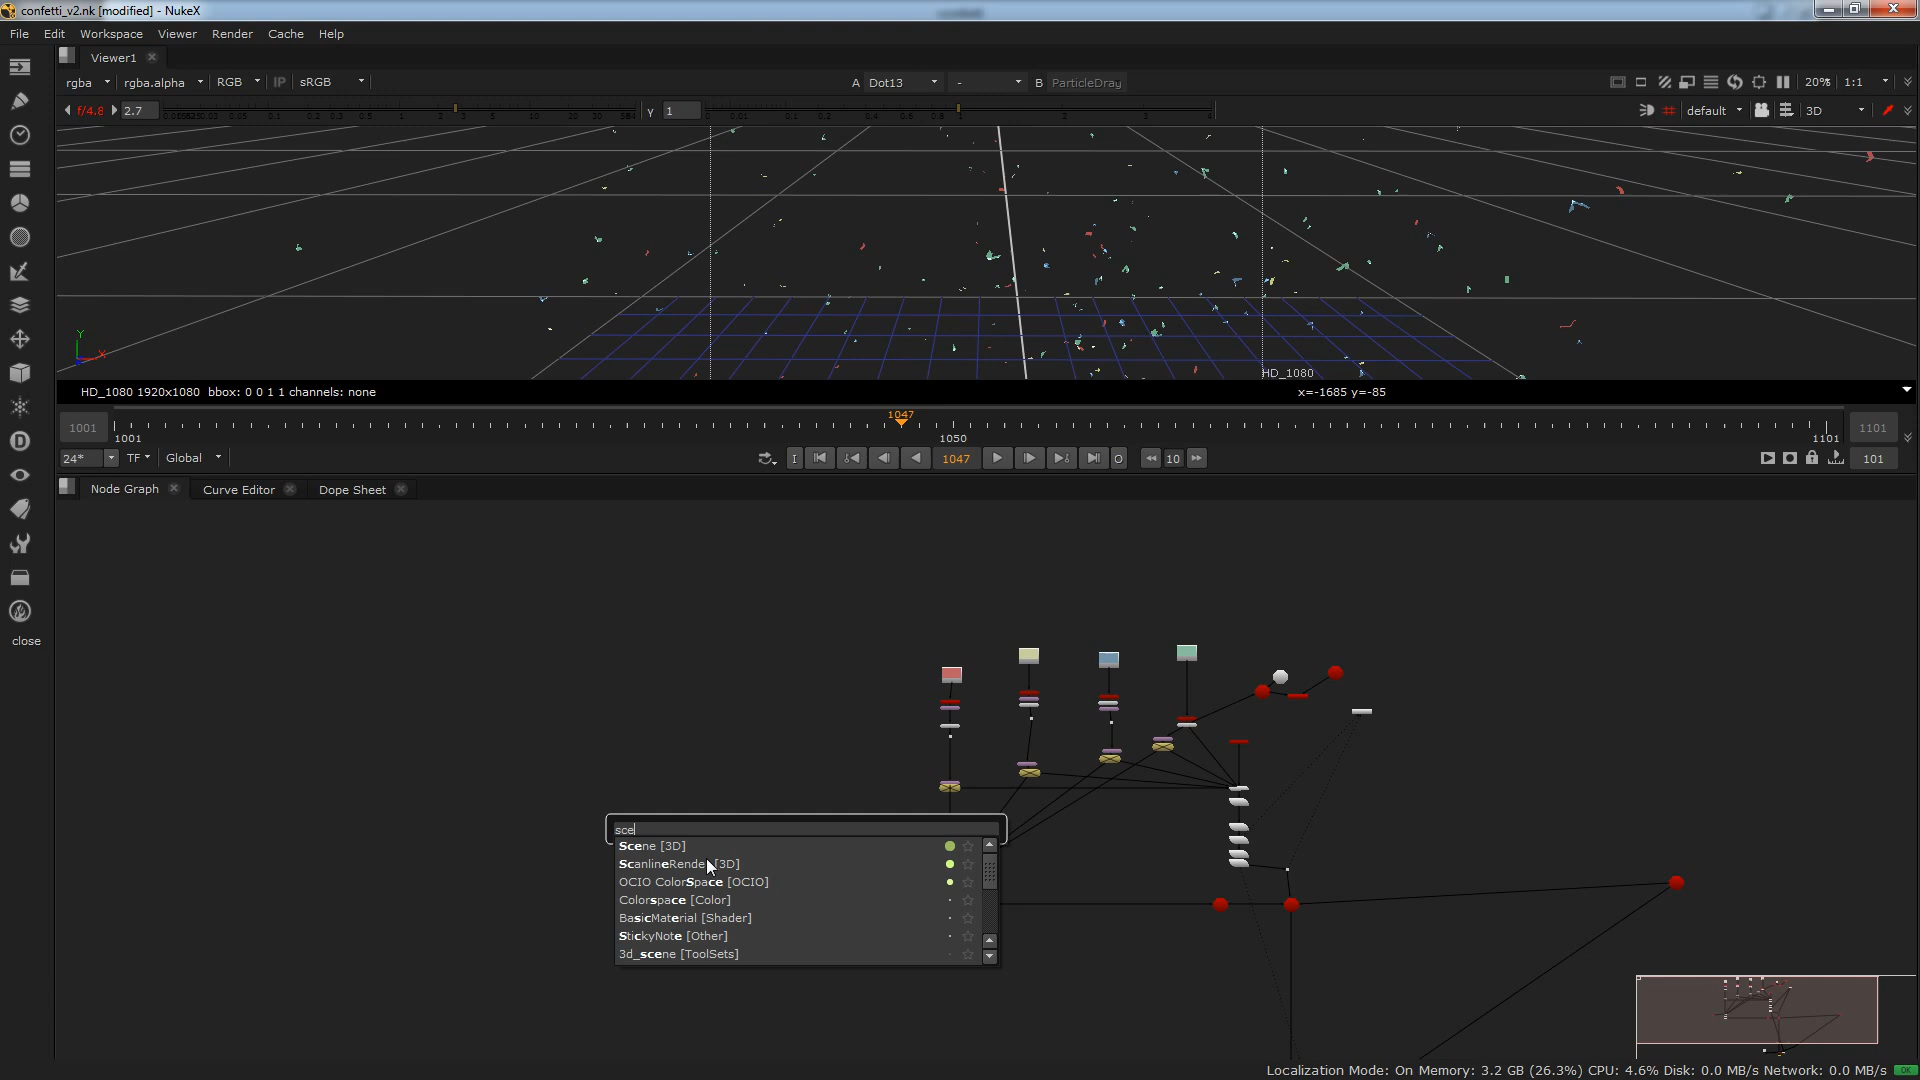 confetti_v2.nk [modified] - NukeX
File Edit Workspace Viewer Render Cache Help
Viewer1
rgba rgba.alpha RGB IP sRGB A Dot13 - B ParticleDray 20% 1:1
f/4.8 2.7 Y 1 default 3D
Y
X
HD_1080
HD_1080 1920x1080 bbox: 0 0 1 1 channels: none x=-1685 y=-85
1001 1047 1101
1001 1050 1101
24* TF Global I 1047 O 10 101
Node Graph Curve Editor Dope Sheet
close
sce
Scene [3D]
ScanlineRender [3D]
OCIO ColorSpace [OCIO]
Colorspace [Color]
BasicMaterial [Shader]
StickyNote [Other]
3d_scene [ToolSets]
Localization Mode: On Memory: 3.2 GB (26.3%) CPU: 4.6% Disk: 0.0 MB/s Network: 0.0 MB/s OK